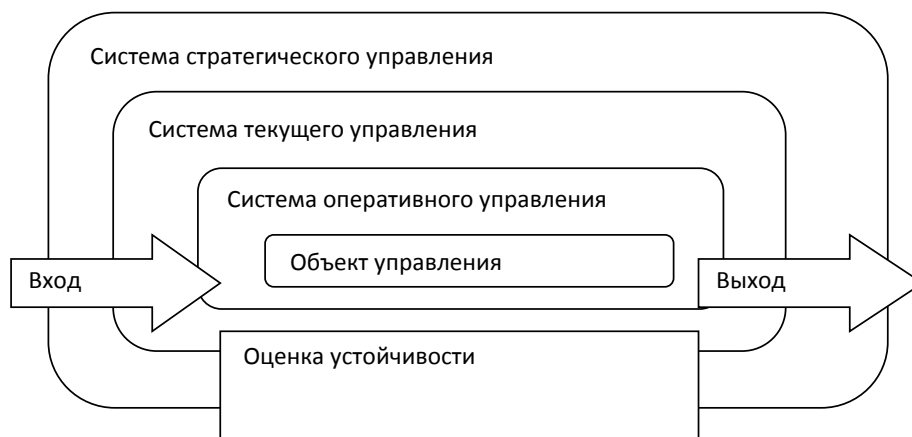 Система стратегического управления
Система текущего управления
Система оперативного управления
Объект управления
Вход
Выход
Оценка устойчивости